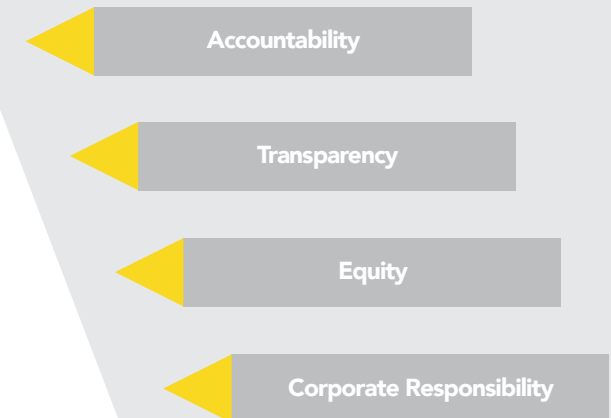 Accountability
Transparency
Equity
Corporate Responsibility